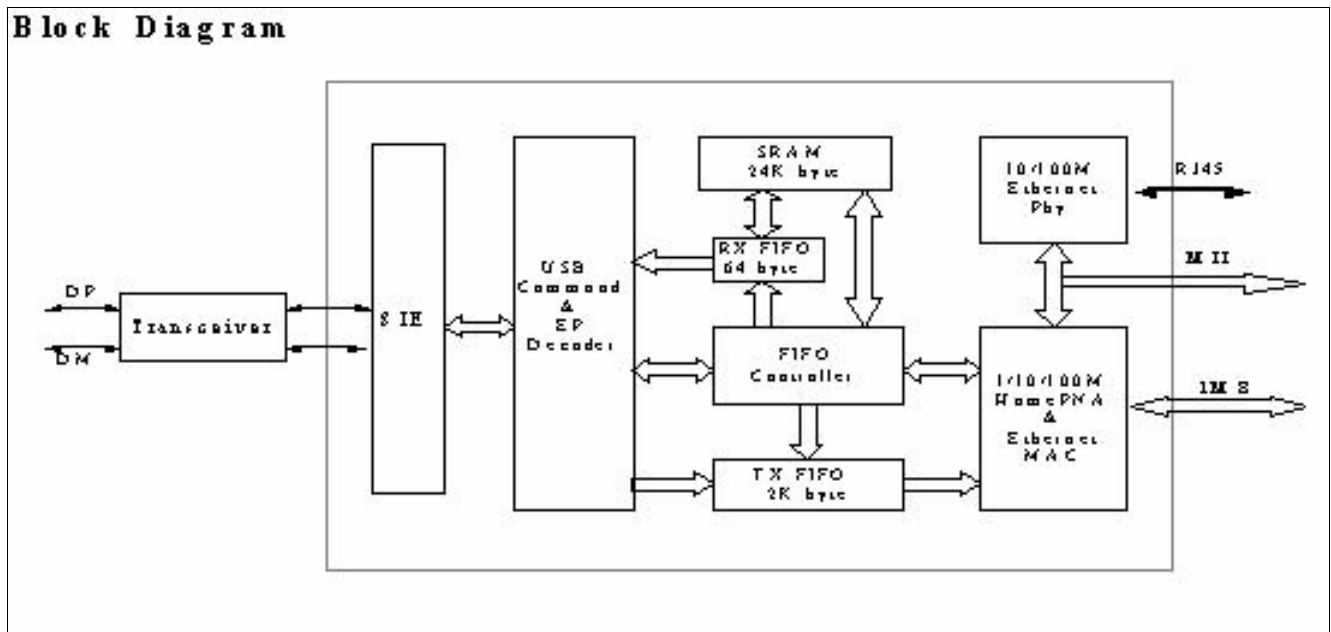 Block Diagram
DP
DM
Transceiver
SIE
USB
Command
&
EP
Decoder
SRAM
24K byte
RX FIFO
64 byte
FIFO
Controller
TX FIFO
2K byte
10/100M
Ethernet
Phy
1/10/100M
HomePNA
&
Ethernet
MAC
RJ45
MII
1M8